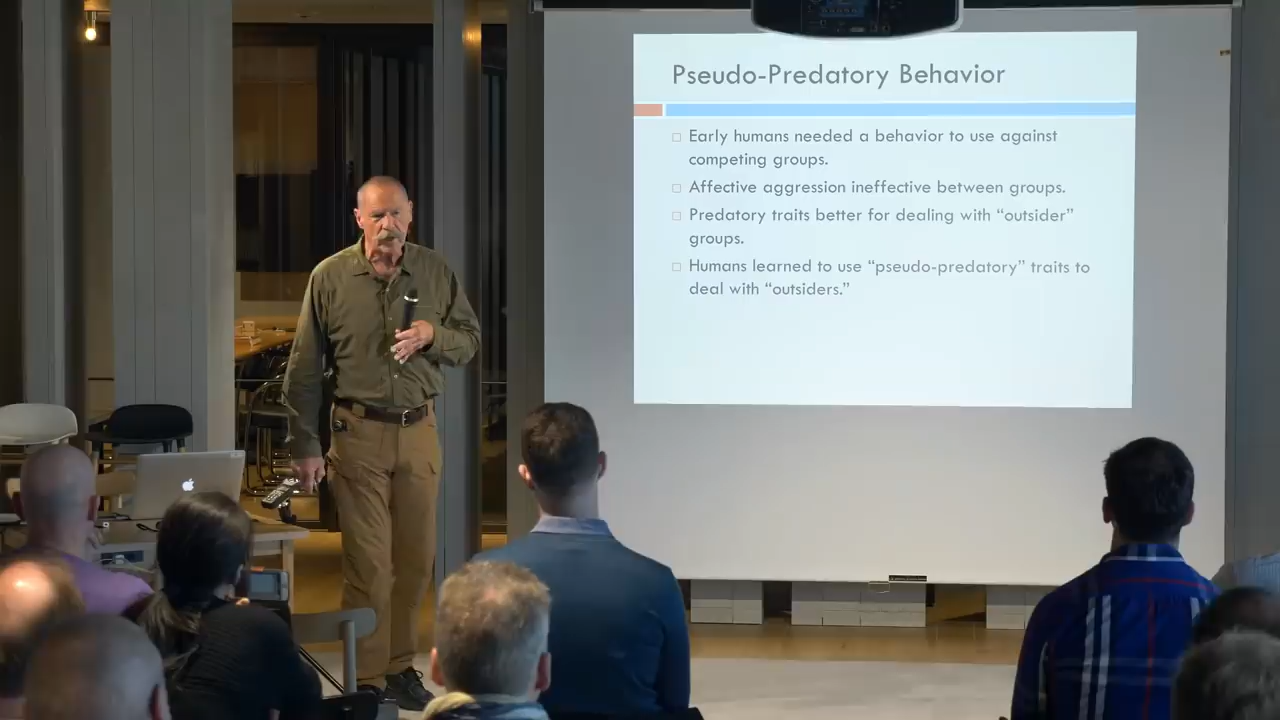 Pseudo-Predatory Behavior
Early humans needed a behavior to use against
competing groups.
Affective aggression ineffective between groups.
Predatory traits better for dealing with “outsider”
groups.
Humans learned to use “pseudo-predatory” traits to
deal with “outsiders.”